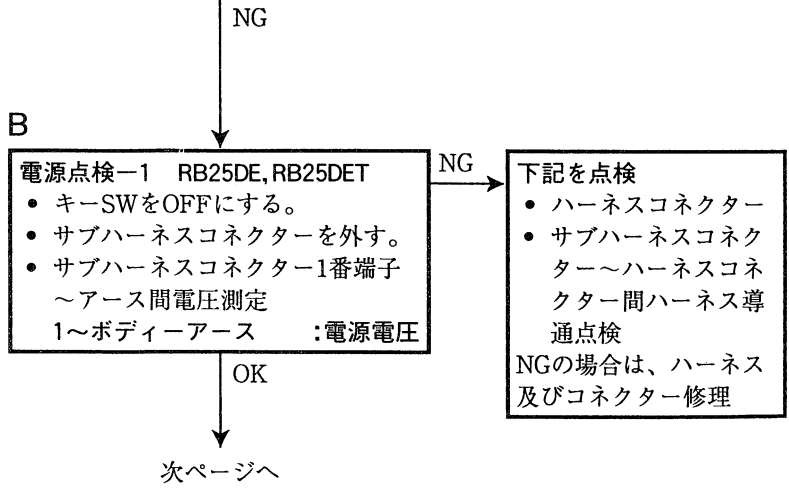 NG
B
電源点検－1 RB25DE,RB25DET
● キーSWをOFFにする。
● サブハーネスコネクターを外す。
● サブハーネスコネクター1番端子
～アース間電圧測定
1～ボディーアース :電源電圧
NG
下記を点検
● ハーネスコネクター
● サブハーネスコネク
ター～ハーネスコネ
クター間ハーネス導
通点検
NGの場合は、ハーネス
及びコネクター修理
OK
次ページへ